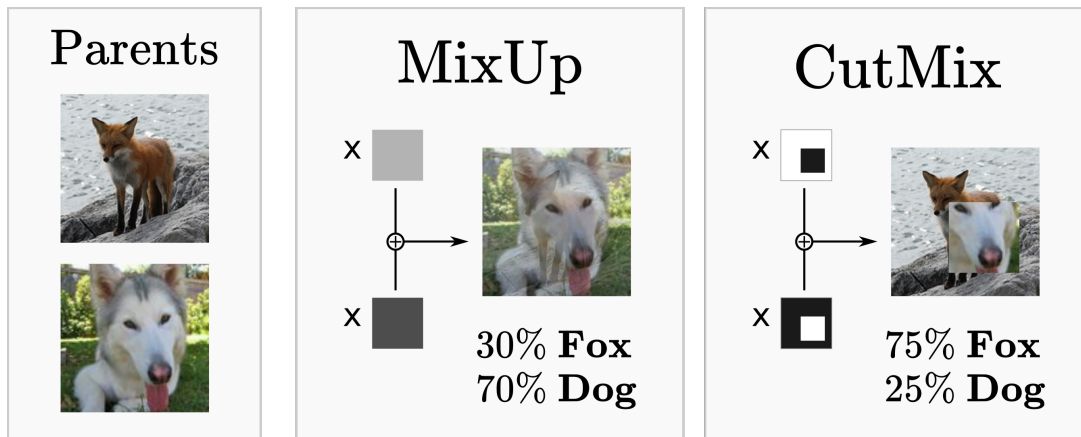 Parents
MixUp
x
x
30% Fox
70% Dog
CutMix
x
x
75% Fox
25% Dog